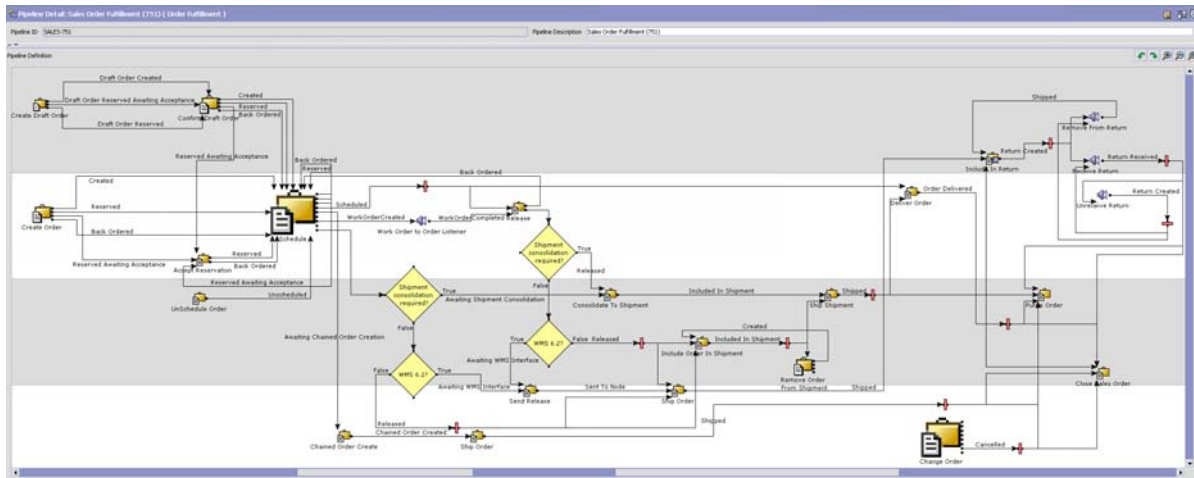 Pipeline Detail: Sales Order Fulfillment (751) ( Order Fulfillment )
Pipeline ID SALES-751
Pipeline Description Sales Order Fulfillment (751)
Pipeline Definition
Draft Order Created
Created
Draft Order Reserved Awaiting Acceptance
Reserved
Create Draft Order
Confirm Draft Order
Back Ordered
Draft Order Reserved
Shipped
Remove From Return
Reserved Awaiting Acceptance
Back Ordered
Reserved
Return Created
Return Received
Include In Return
Receive Return
Created
Back Ordered
Scheduled
Order Delivered
Return Created
Deliver Order
Unreceive Return
Reserved
WorkOrderCreated
WorkOrder Completed
Release
Create Order
Work Order to Order Listener
Back Ordered
Schedule
Shipment
consolidation
required?
True
Reserved
Reserved Awaiting Acceptance
Accept Reservation
Back Ordered
Released
Reserved Awaiting Acceptance
Shipment
consolidation
required?
True
False
Unscheduled
Awaiting Shipment Consolidation
Included In Shipment
Shipped
UnSchedule Order
Consolidate To Shipment
Ship Shipment
Purge Order
False
Created
Awaiting Chained Order Creation
True
WMS 6.2?
False
Released
Included In Shipment
Include Order In Shipment
Awaiting WMS Interface
False
WMS 6.2?
True
Remove Order
From Shipment
Awaiting WMS Interface
Sent To Node
Shipped
Close Sales Order
Send Release
Ship Order
Released
Shipped
Chained Order Created
Chained Order Create
Ship Order
Cancelled
Change Order